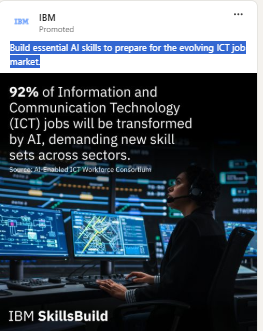 IBM
IBM
Promoted
Build essential AI skills to prepare for the evolving ICT job
market.
92% of Information and
Communication Technology
(ICT) jobs will be transformed
by AI, demanding new skill
sets across sectors.
Source: AI-Enabled ICT Workforce Consortium
NETWORK
IBM SkillsBuild